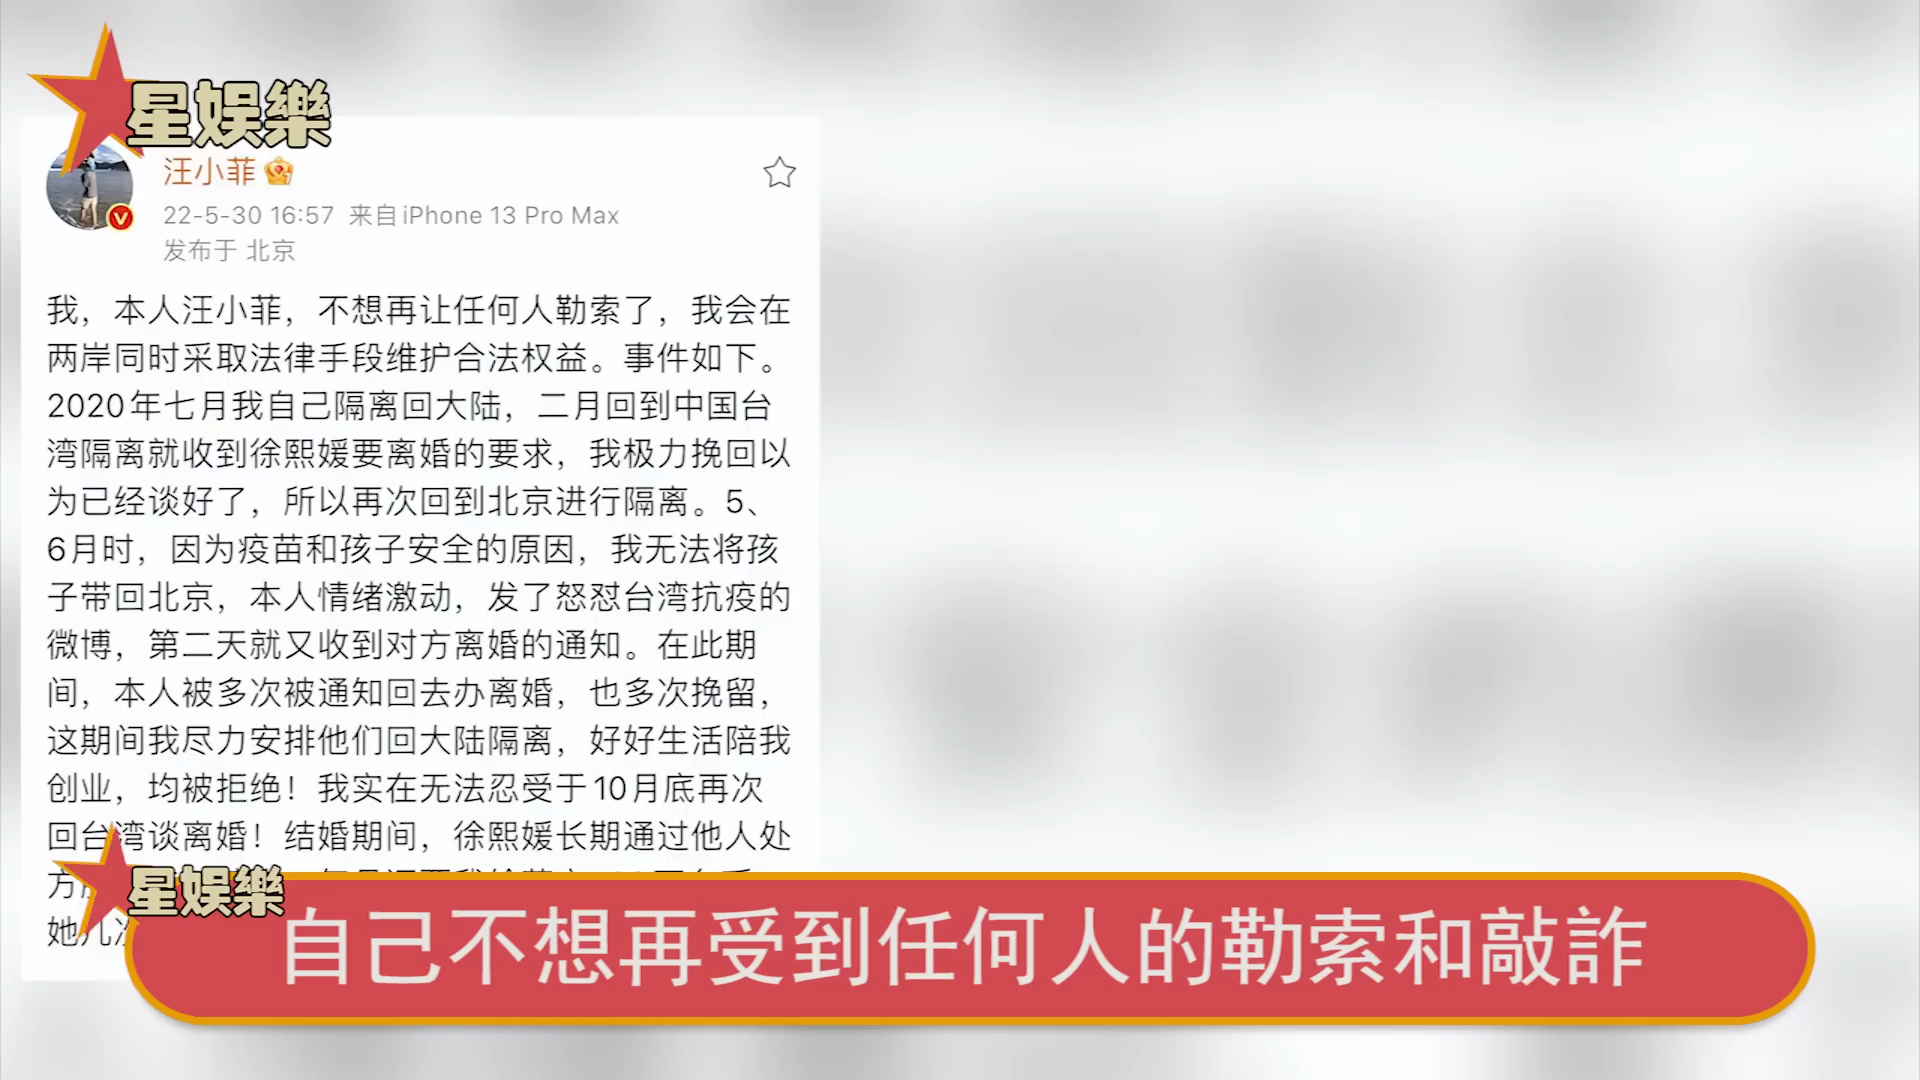 星娱樂
汪小菲
22-5-30 16:57 来自iPhone 13 Pro Max
发布于 北京
我，本人汪小菲，不想再让任何人勒索了，我会在
两岸同时采取法律手段维护合法权益。事件如下。
2020年七月我自己隔离回大陆，二月回到中国台
湾隔离就收到徐熙媛要离婚的要求，我极力挽回以
为已经谈好了，所以再次回到北京进行隔离。5、
6月时，因为疫苗和孩子安全的原因，我无法将孩
子带回北京，本人情绪激动，发了怒怼台湾抗疫的
微博，第二天就又收到对方离婚的通知。在此期
间，本人被多次被通知回去办离婚，也多次挽留，
这期间我尽力安排他们回大陆隔离，好好生活陪我
创业，均被拒绝！我实在无法忍受于10月底再次
回台湾谈离婚！结婚期间，徐熙媛长期通过他人处
方
她几
星娱樂
自己不想再受到任何人的勒索和敲詐